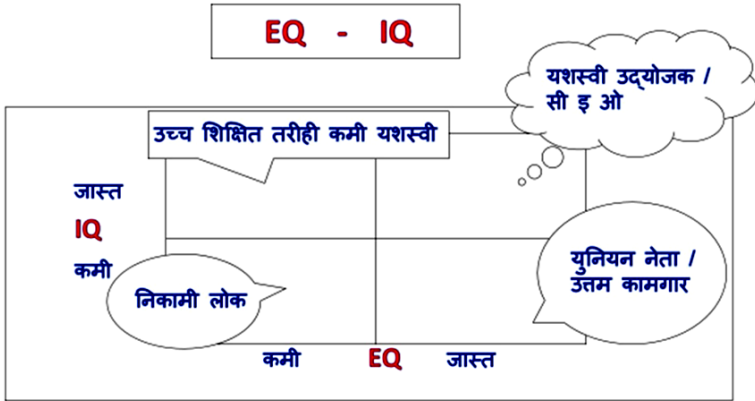 EQ - IQ
यशस्वी उद्योजक /
सी इ ओ
उच्च शिक्षित तरीही कमी यशस्वी
जास्त
IQ
कमी
युनियन नेता /
उत्तम कामगार
निकामी लोक
कमी EQ जास्त